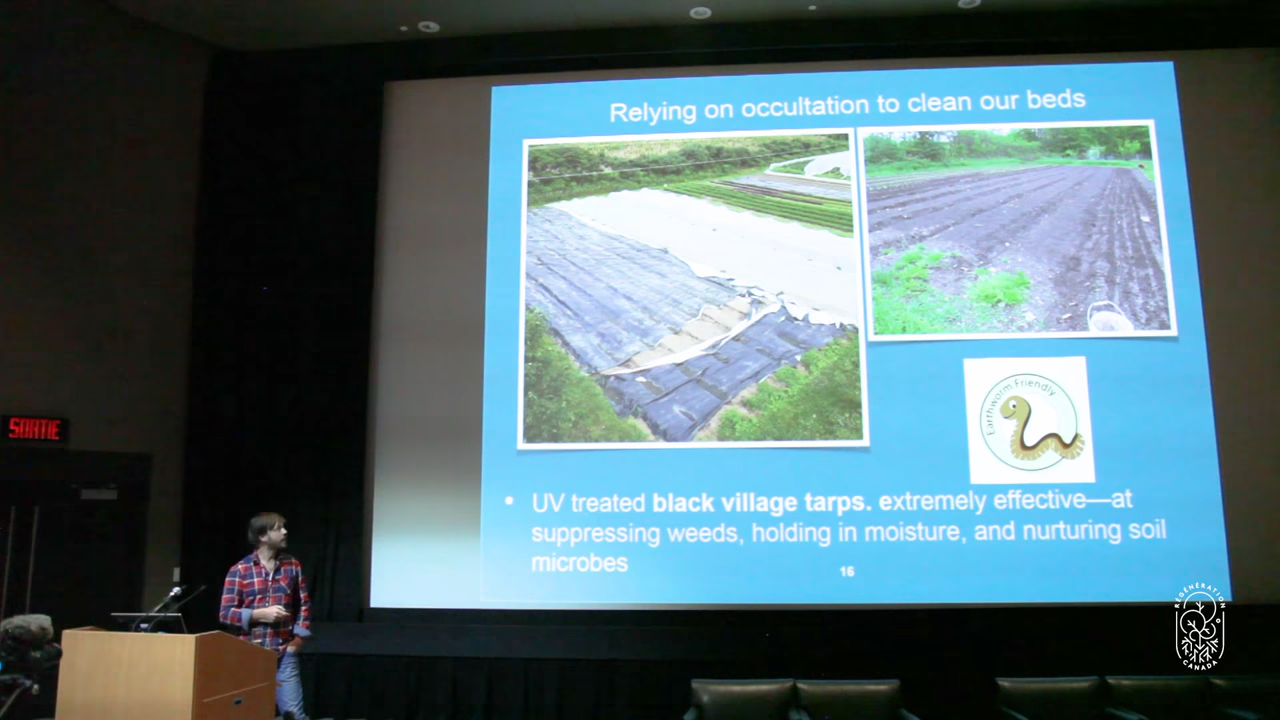 Relying on occultation to clean our beds
Earthworm Friendly
• UV treated black village tarps. extremely effective—at
suppressing weeds, holding in moisture, and nurturing soil
microbes
16
SORTIE
REGENERATION
CANADA